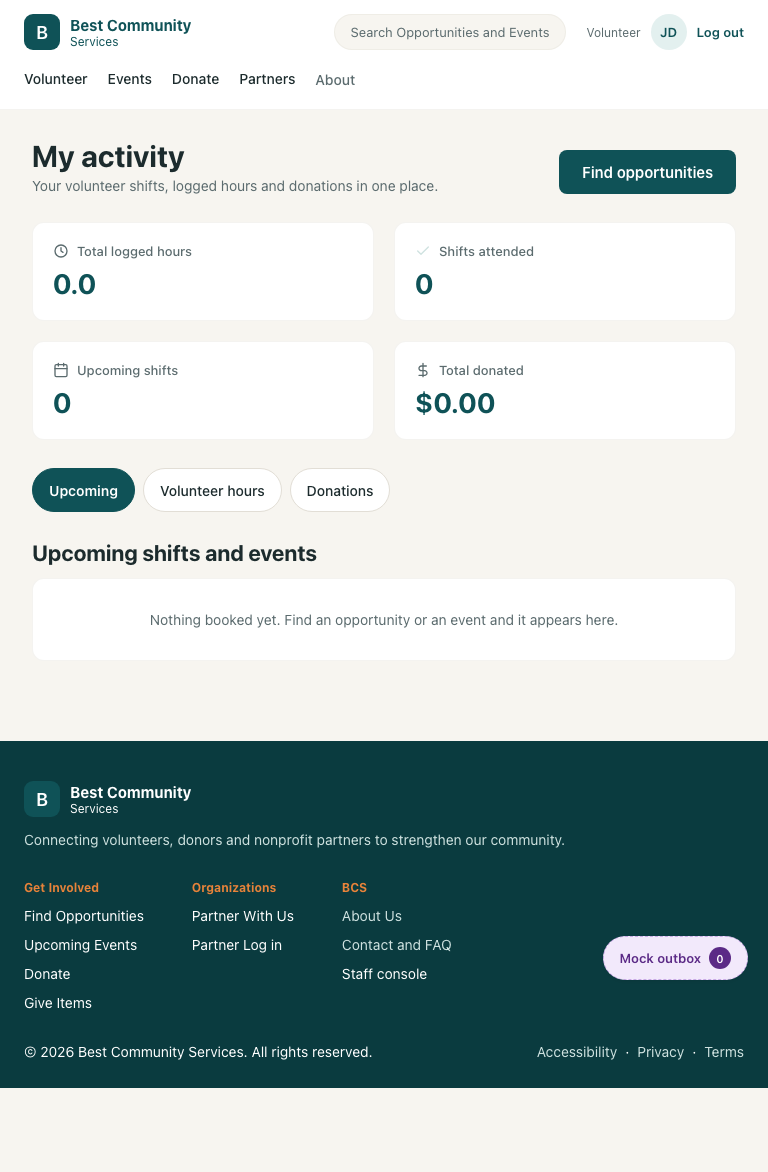 B
Best Community
Services
Search Opportunities and Events
Volunteer
JD
Log out
Volunteer
Events
Donate
Partners
About
My activity
Your volunteer shifts, logged hours and donations in one place.
Find opportunities
Total logged hours
0.0
Shifts attended
0
Upcoming shifts
0
Total donated
$0.00
Upcoming
Volunteer hours
Donations
Upcoming shifts and events
Nothing booked yet. Find an opportunity or an event and it appears here.
B
Best Community
Services
Connecting volunteers, donors and nonprofit partners to strengthen our community.
Get Involved
Find Opportunities
Upcoming Events
Donate
Give Items
Organizations
Partner With Us
Partner Log in
BCS
About Us
Contact and FAQ
Staff console
Mock outbox 0
© 2026 Best Community Services. All rights reserved.
Accessibility · Privacy · Terms